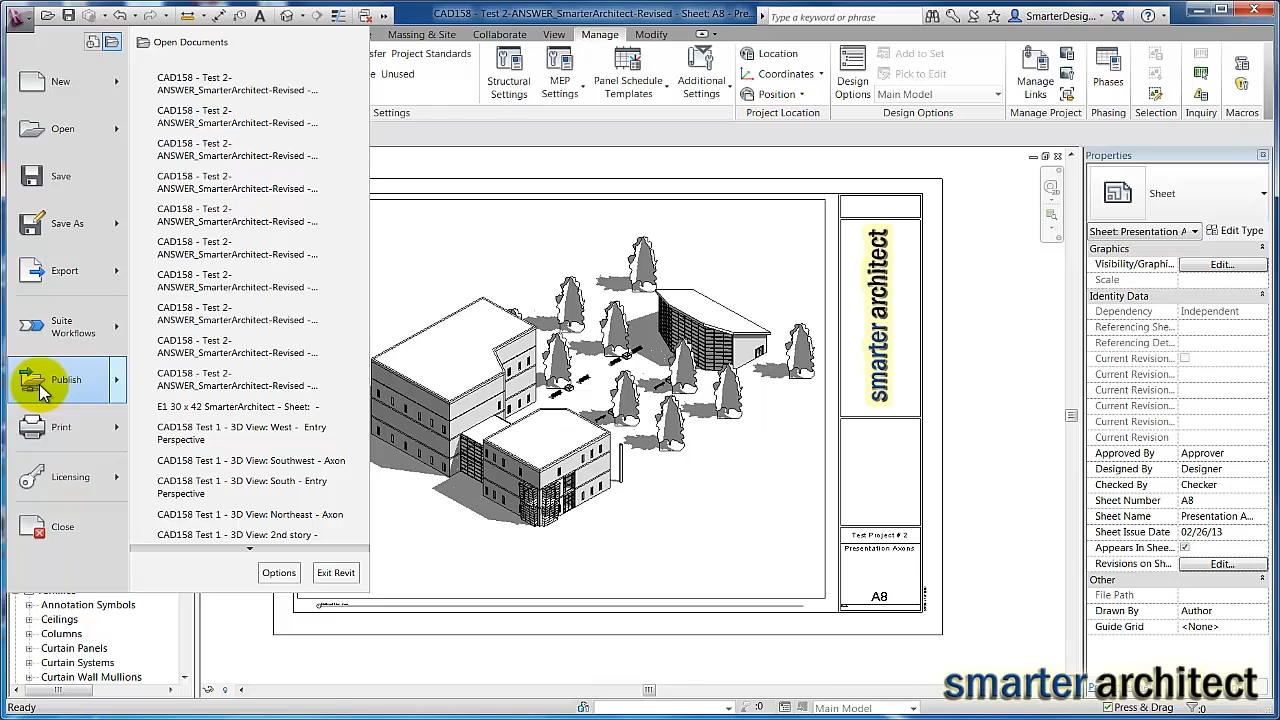 CAD158 - Test 2-ANSWER_SmarterArchitect-Revised - Sheet: A8 - Pre...
Type a keyword or phrase
SmarterDesig...
Massing & Site
Collaborate
View
Manage
Modify
Open Documents
New
Open
Save
Save As
Export
Suite
Workflows
Publish
Print
Licensing
Close
CAD158 - Test 2-
ANSWER_SmarterArchitect-Revised -...
CAD158 - Test 2-
ANSWER_SmarterArchitect-Revised -...
CAD158 - Test 2-
ANSWER_SmarterArchitect-Revised -...
CAD158 - Test 2-
ANSWER_SmarterArchitect-Revised -...
CAD158 - Test 2-
ANSWER_SmarterArchitect-Revised -...
CAD158 - Test 2-
ANSWER_SmarterArchitect-Revised -...
CAD158 - Test 2-
ANSWER_SmarterArchitect-Revised -...
CAD158 - Test 2-
ANSWER_SmarterArchitect-Revised -...
CAD158 - Test 2-
ANSWER_SmarterArchitect-Revised -...
CAD158 - Test 2-
ANSWER_SmarterArchitect-Revised -...
E1 30 x 42 SmarterArchitect - Sheet: -
CAD158 Test 1 - 3D View: West - Entry
Perspective
CAD158 Test 1 - 3D View: Southwest - Axon
CAD158 Test 1 - 3D View: South - Entry
Perspective
CAD158 Test 1 - 3D View: Northeast - Axon
CAD158 Test 1 - 3D View: 2nd story -
Options
Exit Revit
sfer Project Standards
Unused
Settings
Structural
Settings
MEP
Settings
Panel Schedule
Templates
Additional
Settings
Location
Coordinates
Position
Project Location
Design
Options
Add to Set
Pick to Edit
Main Model
Design Options
Manage
Links
Manage Project
Phases
Phasing
Selection
Inquiry
Macros
2D
smarter architect
Test Project # 2
Presentation Axons
A8
Properties
Sheet
Sheet: Presentation A
Edit Type
Graphics
Visibility/Graphi...
Edit...
Scale
Identity Data
Dependency
Independent
Referencing She...
Referencing Det...
Current Revision
Current Revision...
Current Revision...
Current Revision...
Current Revision...
Current Revision
Approved By
Approver
Designed By
Designer
Checked By
Checker
Sheet Number
A8
Sheet Name
Presentation A...
Sheet Issue Date
02/26/13
Appears In Shee...
Revisions on Sh...
Edit...
Other
File Path
Drawn By
Author
Guide Grid
<None>
Annotation Symbols
Ceilings
Columns
Curtain Panels
Curtain Systems
Curtain Wall Mullions
smarter architect
Ready
:0
Main Model
Press & Drag
:0